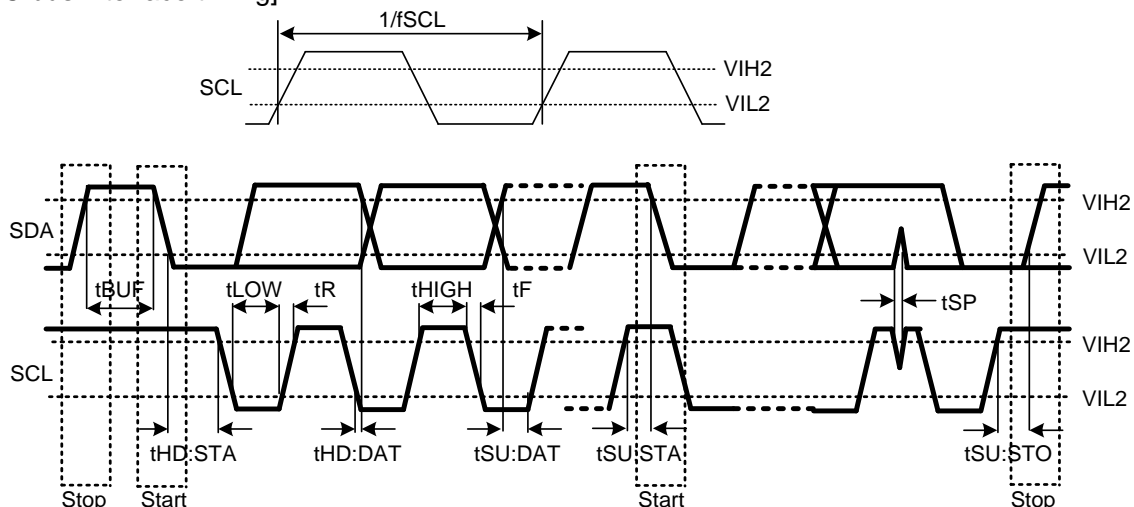 1/fSCL
VIH2
SCL
VIL2
VIH2
SDA
VIL2
tBUF tLOW tR tHIGH tF tSP
VIH2
SCL
VIL2
tHD:STA tHD:DAT tSU:DAT tSU:STA tSU:STO
Stop Start Start Stop